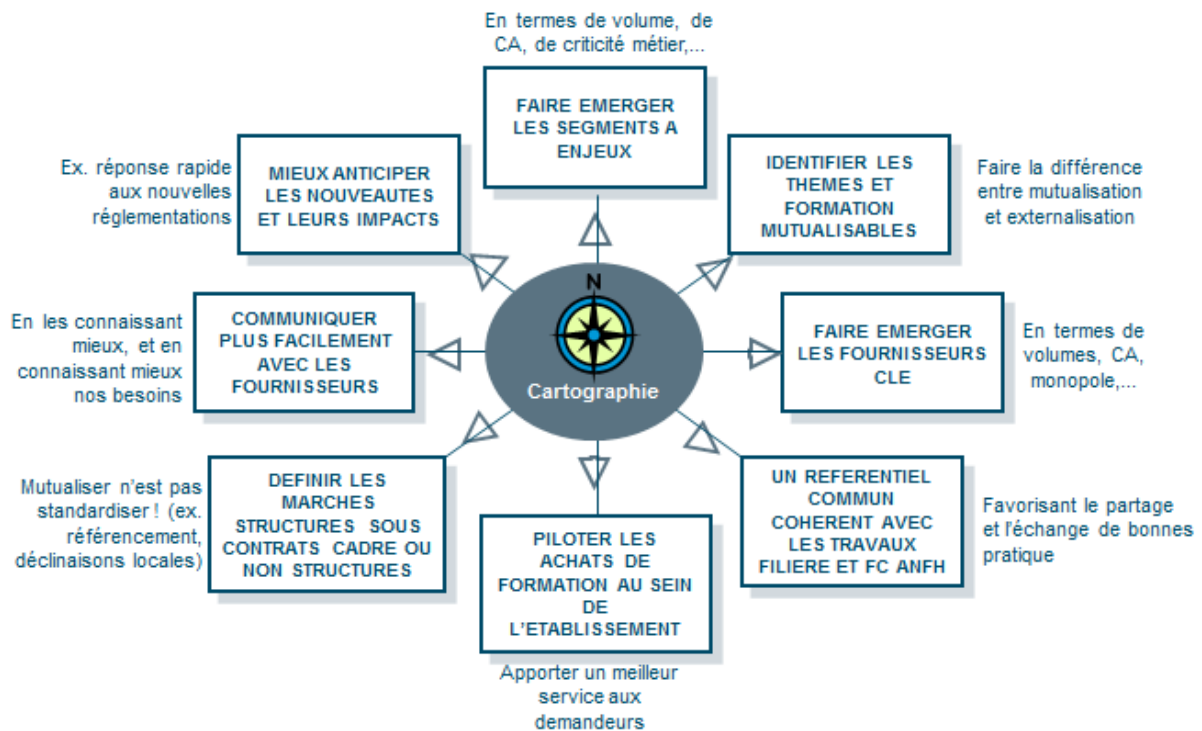 En termes de volume, de
CA, de criticité métier,...
FAIRE EMERGER
LES SEGMENTS A
ENJEUX
Ex. réponse rapide
aux nouvelles
réglementations
MIEUX ANTICIPER
LES NOUVEAUTES
ET LEURS IMPACTS
IDENTIFIER LES
THEMES ET
FORMATION
MUTUALISABLES
Faire la différence
entre mutualisation
et externalisation
En les connaissant
mieux, et en
connaissant mieux
nos besoins
COMMUNIQUER
PLUS FACILEMENT
AVEC LES
FOURNISSEURS
N
Cartographie
FAIRE EMERGER
LES FOURNISSEURS
CLE
En termes de
volumes, CA,
monopole,...
Mutualiser n'est pas
standardiser ! (ex.
référencement,
déclinaisons locales)
DEFINIR LES
MARCHES
STRUCTURES SOUS
CONTRATS CADRE OU
NON STRUCTURES
PILOTER LES
ACHATS DE
FORMATION AU SEIN
DE
L'ETABLISSEMENT
Apporter un meilleur
service aux
demandeurs
UN REFERENTIEL
COMMUN
COHERENT AVEC
LES TRAVAUX
FILIERE ET FC ANFH
Favorisant le partage
et l'échange de bonnes
pratique